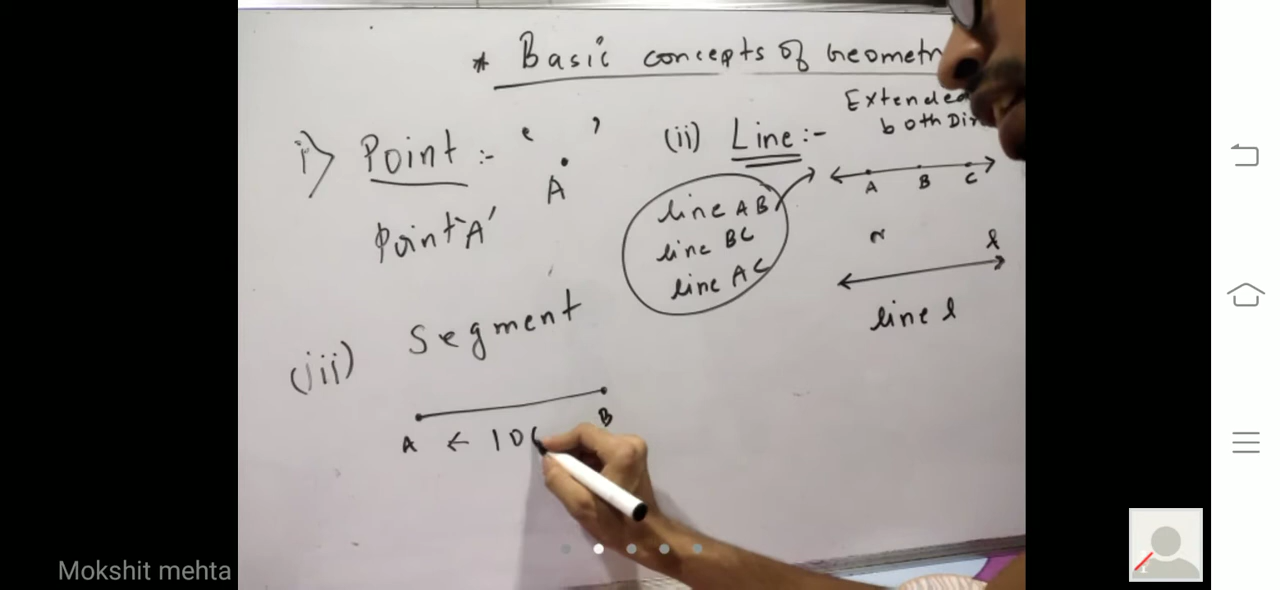 * Basic concepts of Geometr
i) Point :- ‘ ’
A
Point 'A'
(ii) Line :-
Extended
both Dir
A B C
line AB
line BC
line AC
l
line l
(iii) Segment
A ← 10 B
Mokshit mehta